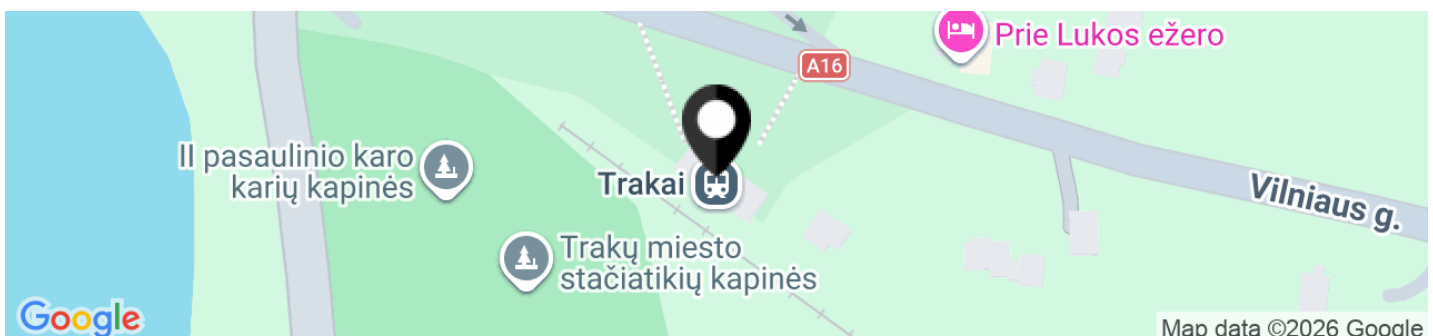 Prie Lukos ežero
A16
II pasaulinio karo
karių kapinės
Trakai
Vilniaus g.
Trakų miesto
stačiatikių kapinės
Google
Map data ©2026 Google